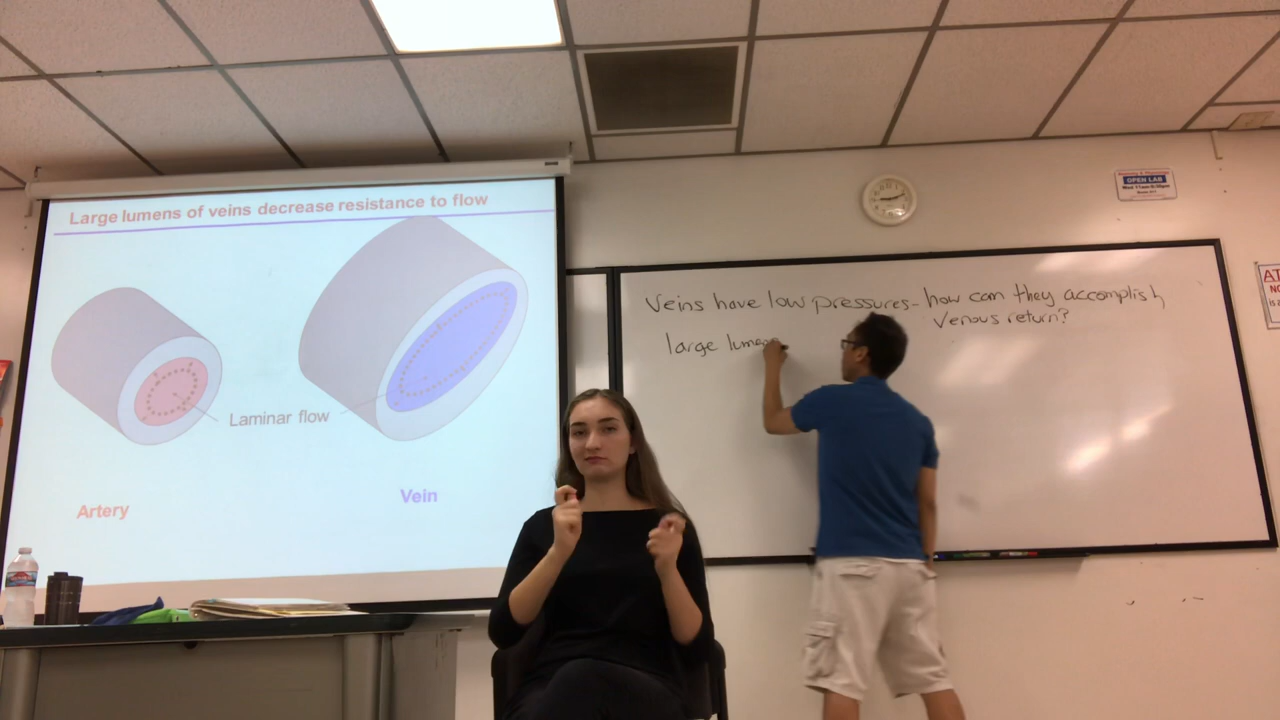 Large lumens of veins decrease resistance to flow
Laminar flow
Artery
Vein
Veins have low pressures - how can they accomplish
Venous return?
large lumen
OPEN LAB